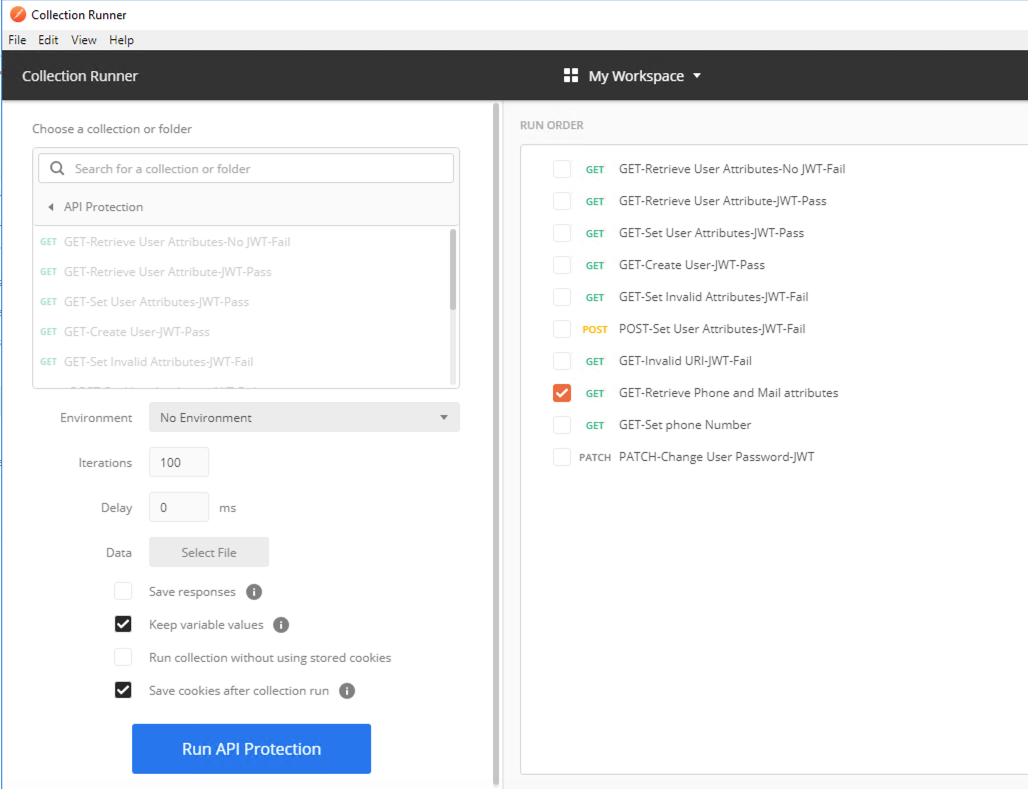 Collection Runner
File Edit View Help
Collection Runner
My Workspace
Choose a collection or folder
Search for a collection or folder
API Protection
GET GET-Retrieve User Attributes-No JWT-Fail
GET GET-Retrieve User Attribute-JWT-Pass
GET GET-Set User Attributes-JWT-Pass
GET GET-Create User-JWT-Pass
GET GET-Set Invalid Attributes-JWT-Fail
Environment No Environment
Iterations 100
Delay 0 ms
Data Select File
Save responses
Keep variable values
Run collection without using stored cookies
Save cookies after collection run
Run API Protection
RUN ORDER
GET GET-Retrieve User Attributes-No JWT-Fail
GET GET-Retrieve User Attribute-JWT-Pass
GET GET-Set User Attributes-JWT-Pass
GET GET-Create User-JWT-Pass
GET GET-Set Invalid Attributes-JWT-Fail
POST POST-Set User Attributes-JWT-Fail
GET GET-Invalid URI-JWT-Fail
GET GET-Retrieve Phone and Mail attributes
GET GET-Set phone Number
PATCH PATCH-Change User Password-JWT